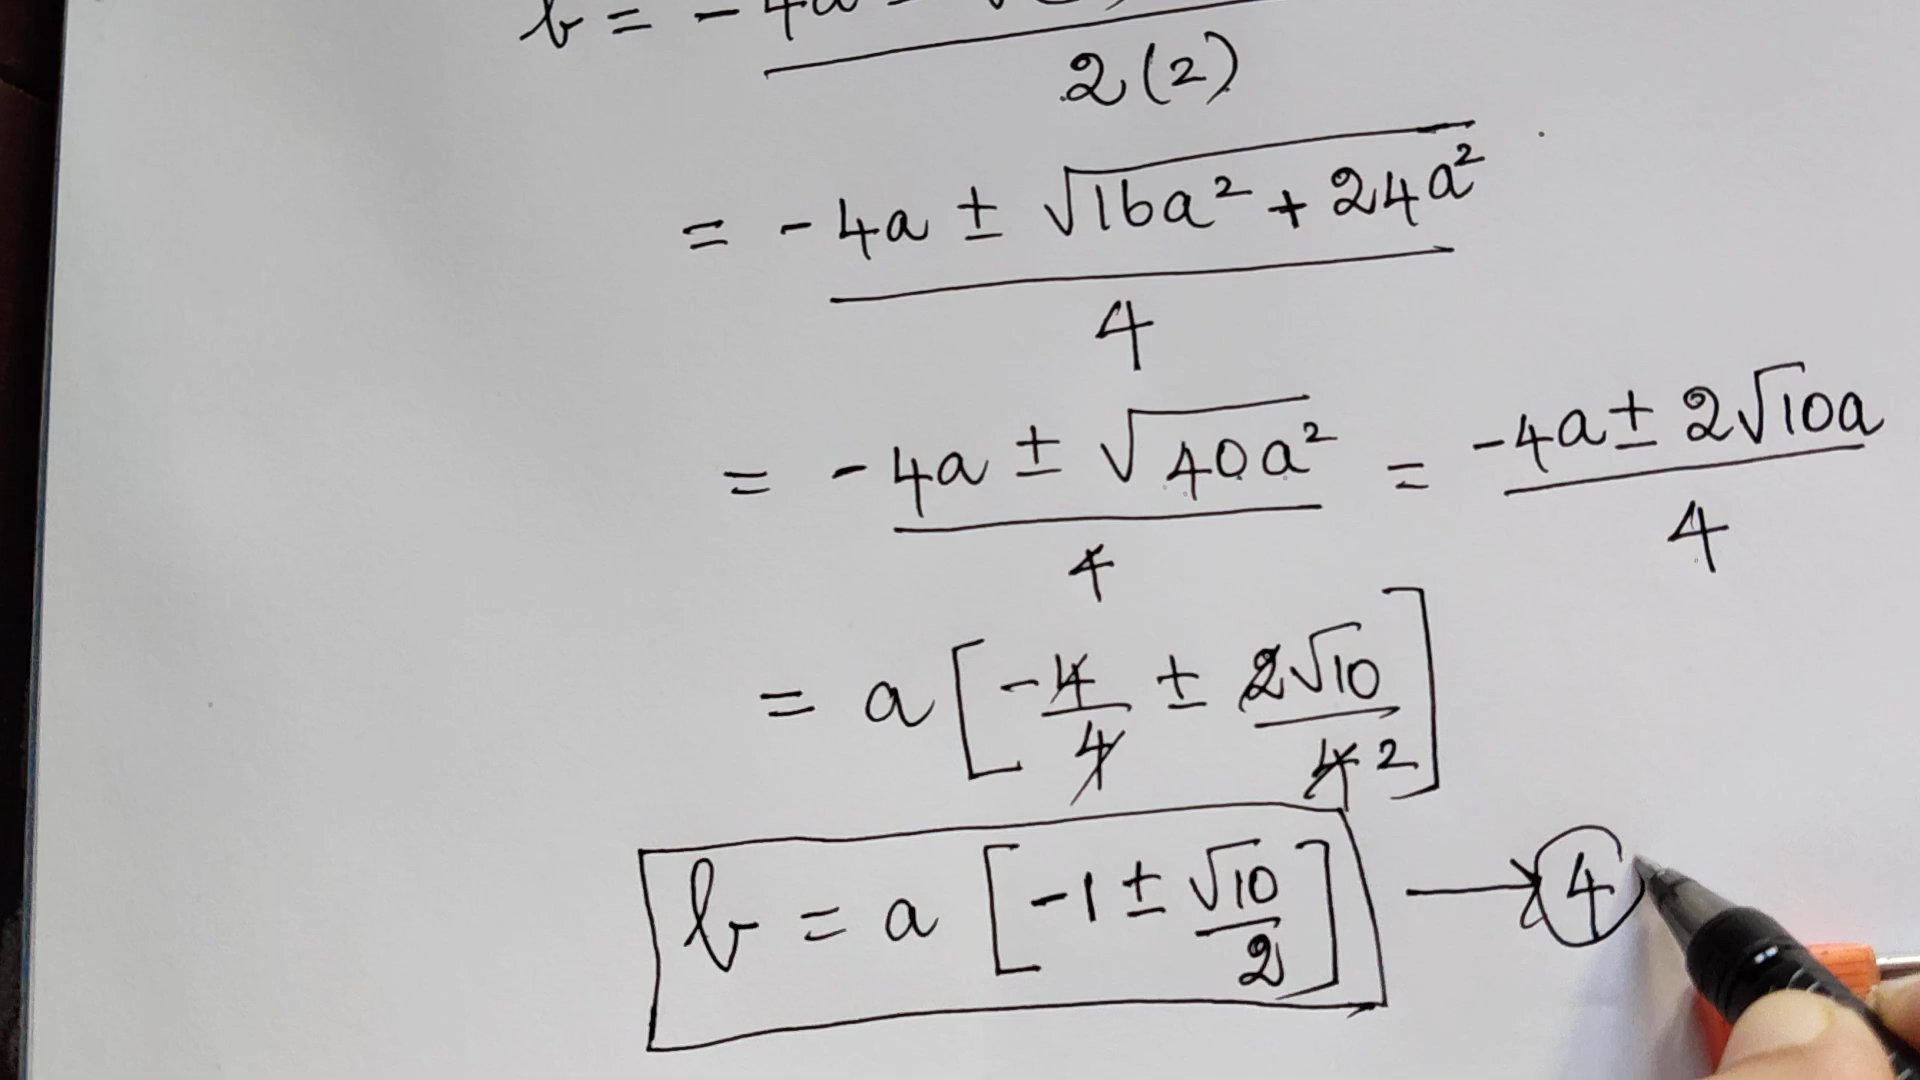 b = -4a
2(2)
= -4a ± √16a² + 24a²
4
= -4a ± √40a² = -4a ± 2√10a
4 4
= a [-4/4 ± 2√10/4 2]
b = a [-1 ± √10/2] → 4